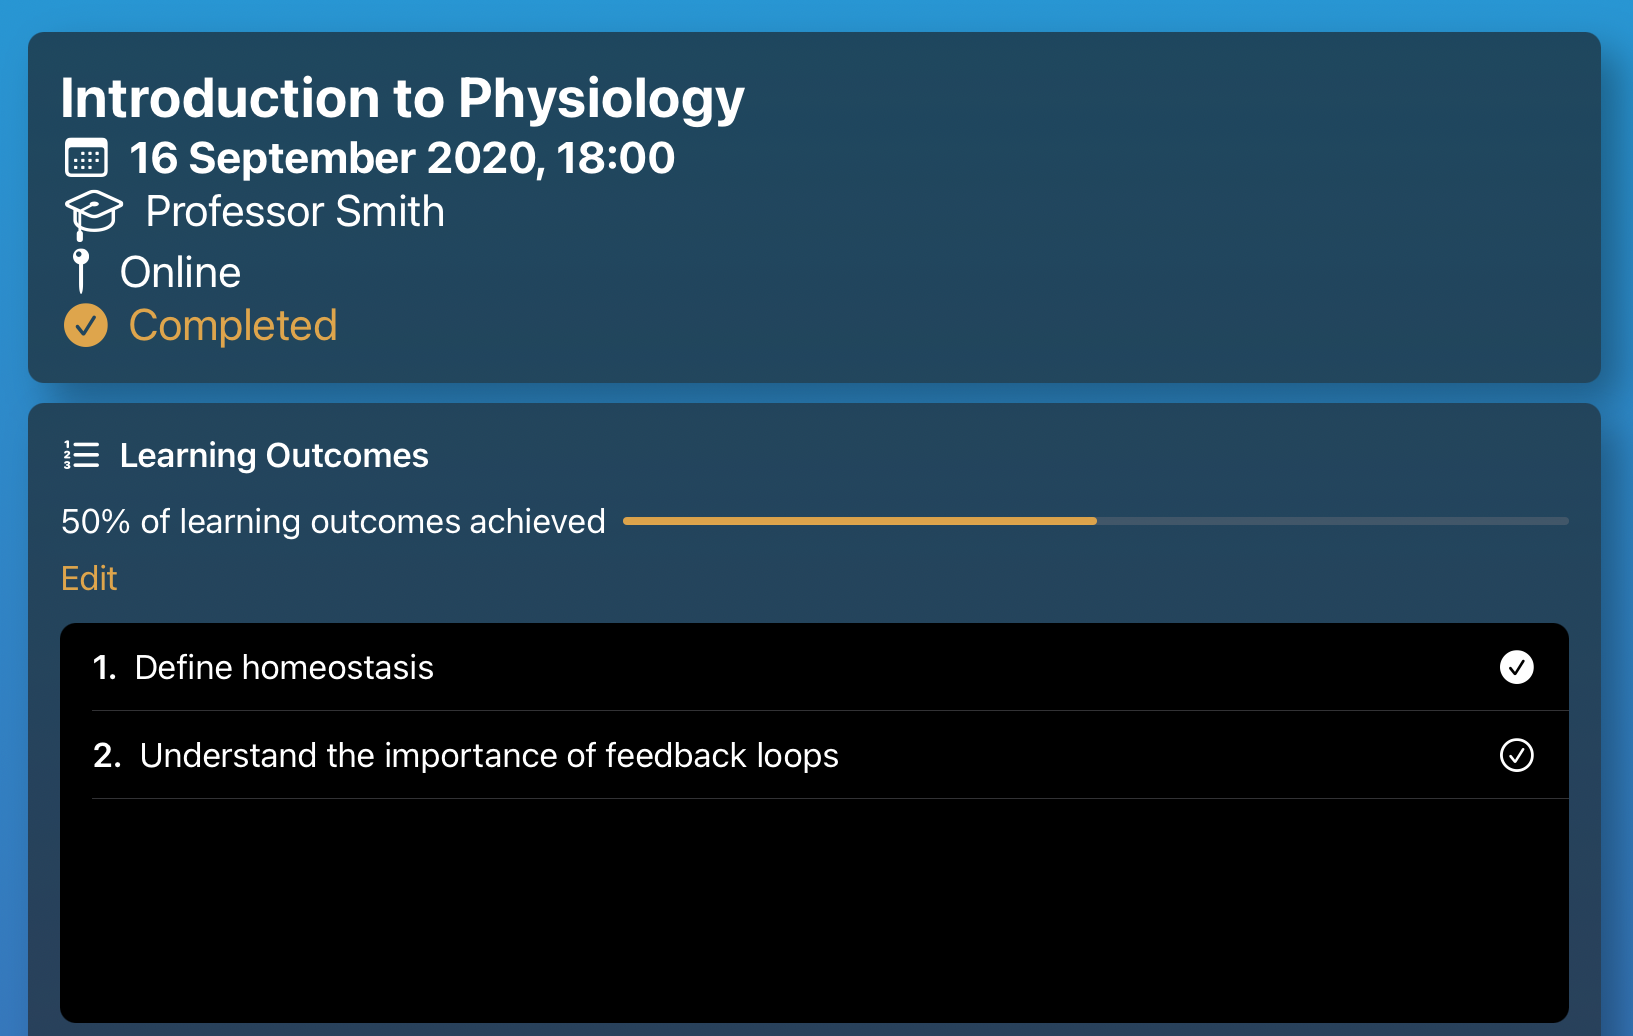 Introduction to Physiology
16 September 2020, 18:00
Professor Smith
Online
Completed
Learning Outcomes
50% of learning outcomes achieved
Edit
1. Define homeostasis
2. Understand the importance of feedback loops